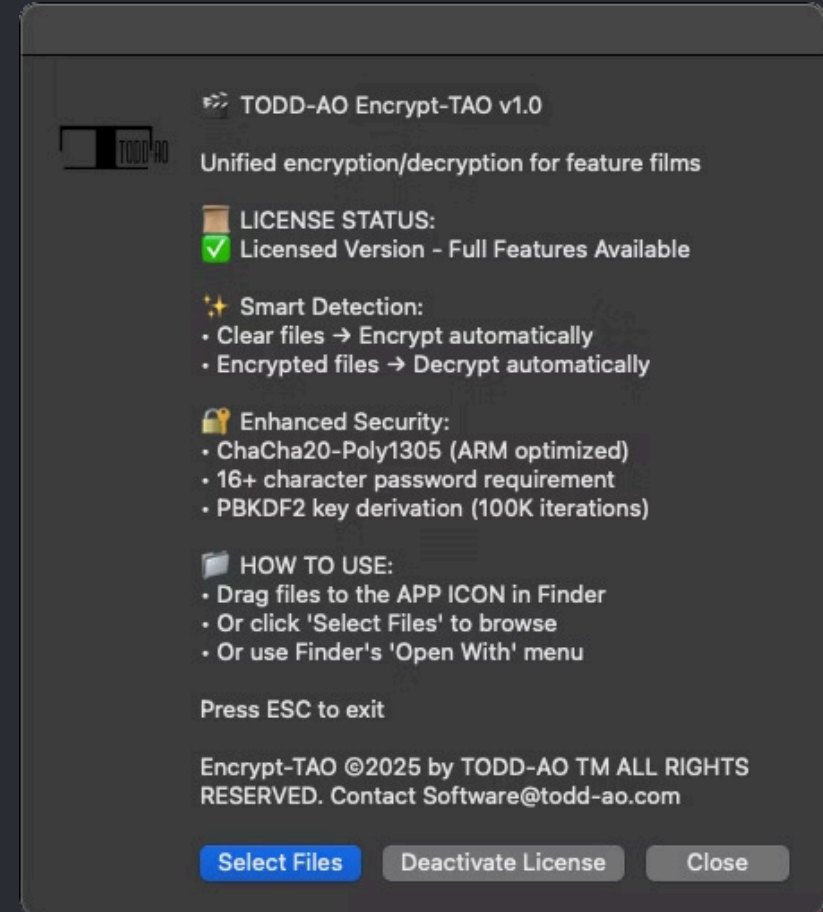 TODD-AO
TODD-AO Encrypt-TAO v1.0
Unified encryption/decryption for feature films
LICENSE STATUS:
✅ Licensed Version - Full Features Available
✨ Smart Detection:
• Clear files → Encrypt automatically
• Encrypted files → Decrypt automatically
🔐 Enhanced Security:
• ChaCha20-Poly1305 (ARM optimized)
• 16+ character password requirement
• PBKDF2 key derivation (100K iterations)
HOW TO USE:
• Drag files to the APP ICON in Finder
• Or click 'Select Files' to browse
• Or use Finder's 'Open With' menu
Press ESC to exit
Encrypt-TAO ©2025 by TODD-AO TM ALL RIGHTS
RESERVED. Contact Software@todd-ao.com
Select Files Deactivate License Close